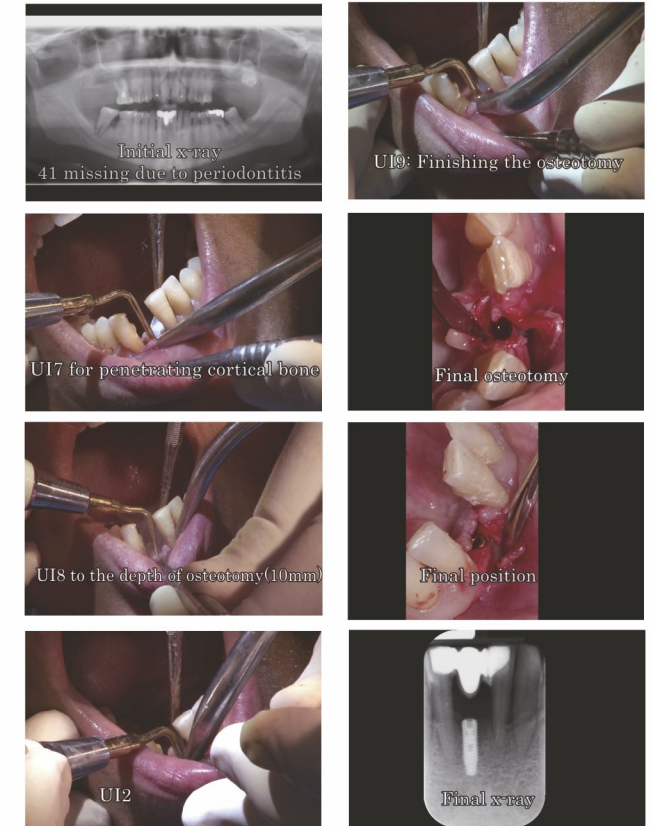 Initial x-ray
41 missing due to periodontitis
UI7 for penetrating cortical bone
UI8 to the depth of osteotomy(10mm)
UI2
UI9: Finishing the osteotomy
Final osteotomy
Final position
Final x-ray